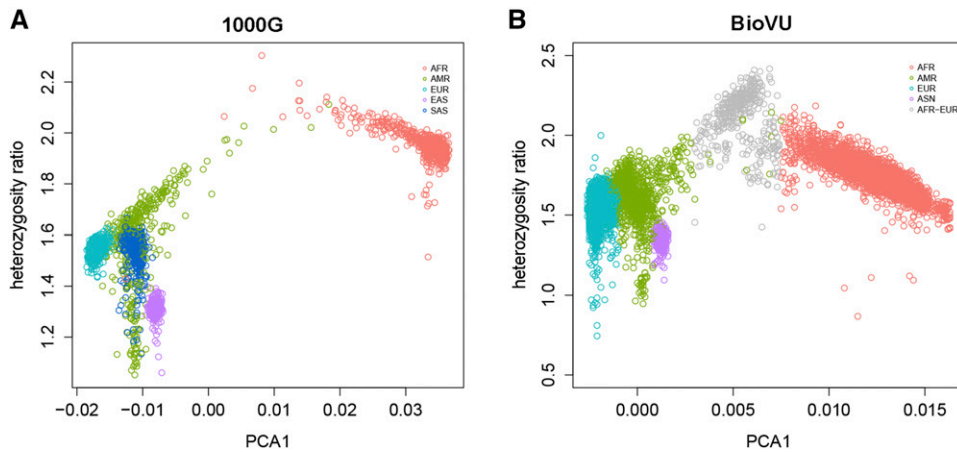 A
1000G
heterozygosity ratio
2.2
2.0
1.8
1.6
1.4
1.2
AFR
AMR
EUR
EAS
SAS
−0.02
−0.01
0.00
0.01
0.02
0.03
PCA1
B
BioVU
heterozygosity ratio
2.5
2.0
1.5
1.0
0.5
AFR
AMR
EUR
ASN
AFR−EUR
0.000
0.005
0.010
0.015
PCA1